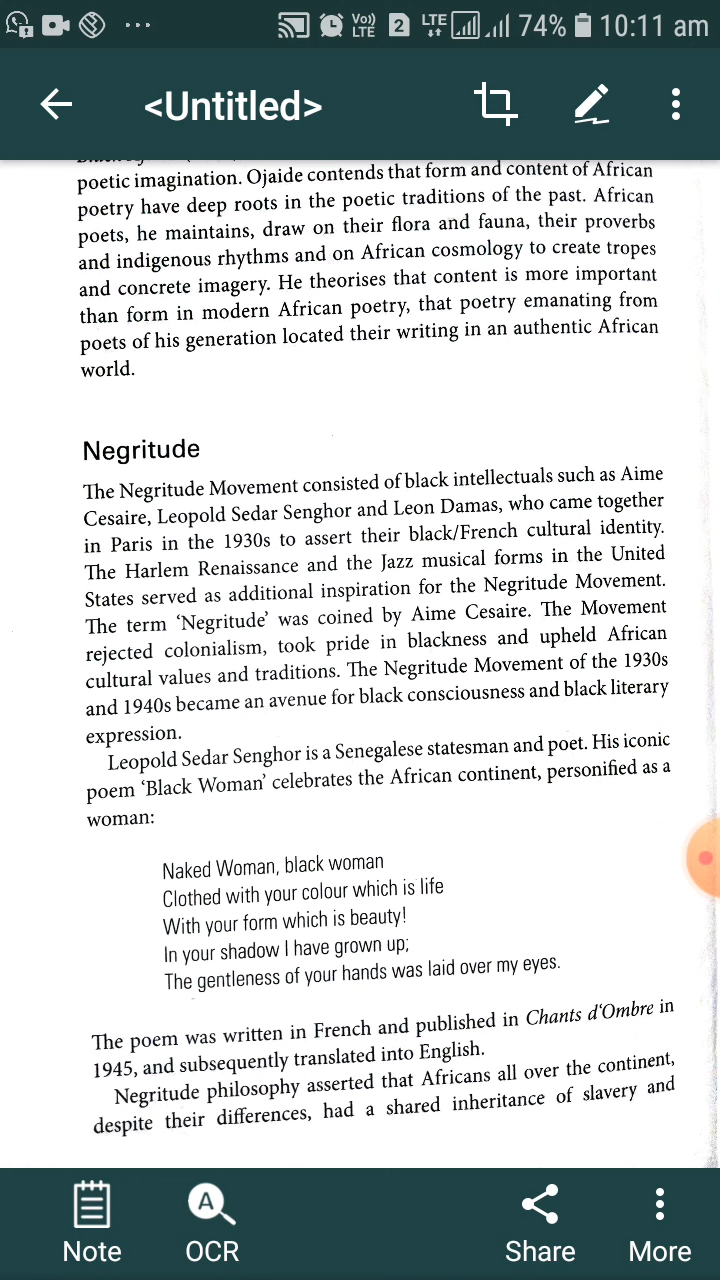 Vo))
LTE
2
LTE
74%
10:11 am
<Untitled>
poetic imagination. Ojaide contends that form and content of African
poetry have deep roots in the poetic traditions of the past. African
poets, he maintains, draw on their flora and fauna, their proverbs
and indigenous rhythms and on African cosmology to create tropes
and concrete imagery. He theorises that content is more important
than form in modern African poetry, that poetry emanating from
poets of his generation located their writing in an authentic African
world.
Negritude
The Negritude Movement consisted of black intellectuals such as Aime
Cesaire, Leopold Sedar Senghor and Leon Damas, who came together
in Paris in the 1930s to assert their black/French cultural identity.
The Harlem Renaissance and the Jazz musical forms in the United
States served as additional inspiration for the Negritude Movement.
The term ‘Negritude’ was coined by Aime Cesaire. The Movement
rejected colonialism, took pride in blackness and upheld African
cultural values and traditions. The Negritude Movement of the 1930s
and 1940s became an avenue for black consciousness and black literary
expression.
Leopold Sedar Senghor is a Senegalese statesman and poet. His iconic
poem ‘Black Woman’ celebrates the African continent, personified as a
woman:
Naked Woman, black woman
Clothed with your colour which is life
With your form which is beauty!
In your shadow I have grown up;
The gentleness of your hands was laid over my eyes.
The poem was written in French and published in Chants d‘Ombre in
1945, and subsequently translated into English.
Negritude philosophy asserted that Africans all over the continent,
despite their differences, had a shared inheritance of slavery and
Note
A
OCR
Share
More